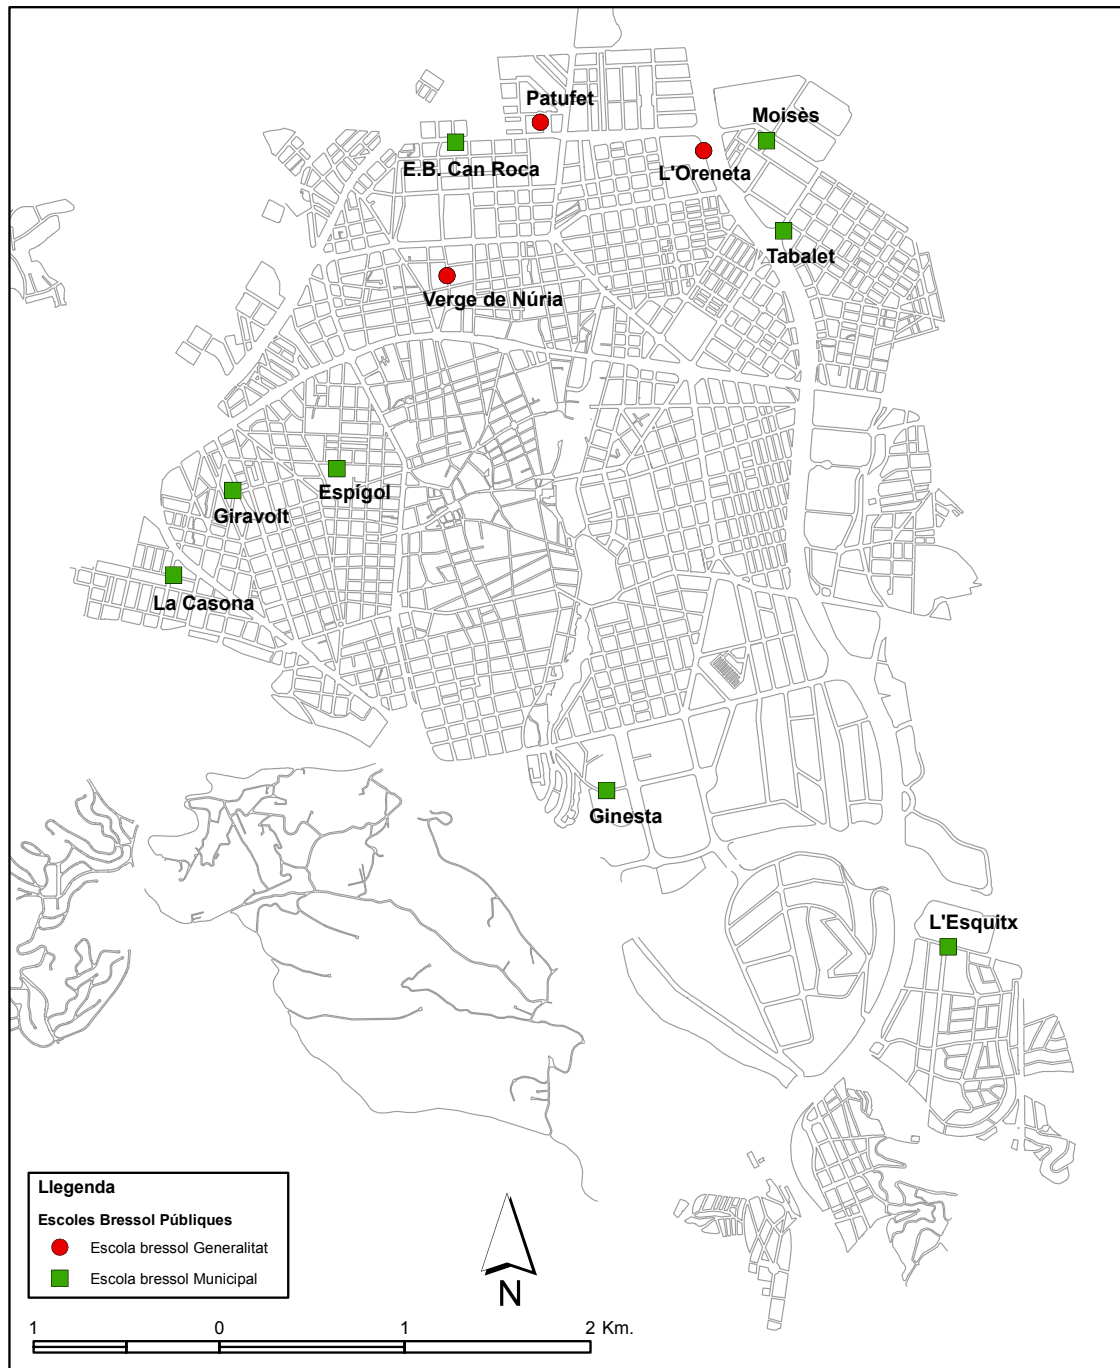 Patufet
Moisès
E.B. Can Roca
L'Oreneta
Tabalet
Verge de Núria
Espígol
Giravolt
La Casona
Ginesta
L'Esquitx
Llegenda
Escoles Bressol Públiques
Escola bressol Generalitat
Escola bressol Municipal
N
1 0 1 2 Km.